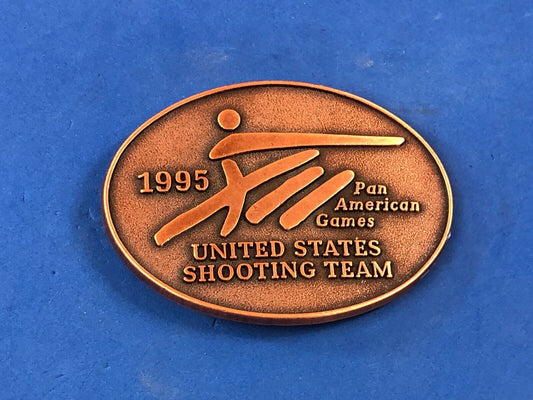 1995
Pan
American
Games
UNITED STATES
SHOOTING TEAM